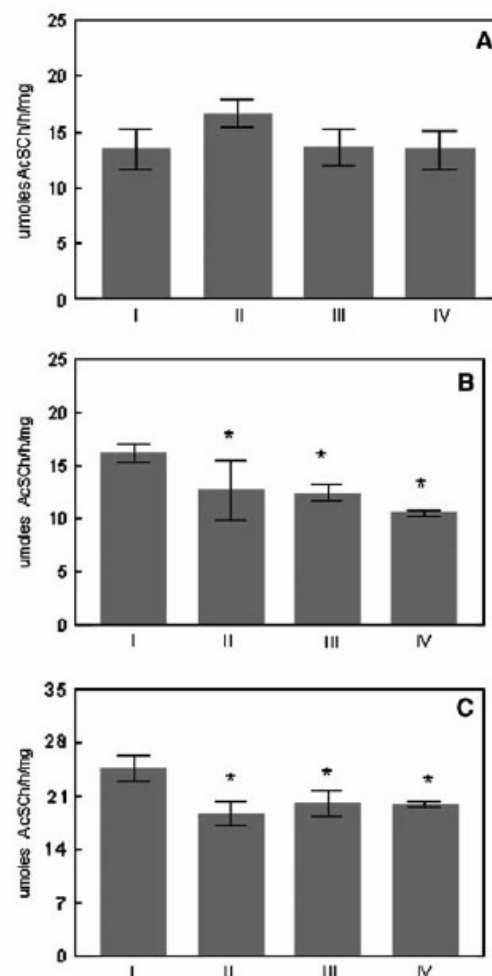 A
umoles AcSCh/h/mg
25
20
15
10
5
0
I II III IV
B
umoles AcSCh/h/mg
25
20
15
10
5
0
* * *
I II III IV
C
umoles AcSCh/h/mg
35
28
21
14
7
0
* * *
I II III IV